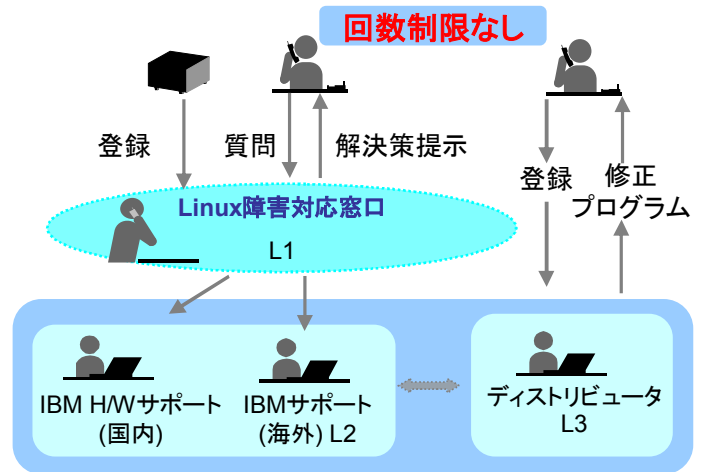 回数制限なし
登録
質問
解決策提示
登録
修正
プログラム
Linux障害対応窓口
L1
IBM H/Wサポート
(国内)
IBMサポート
(海外) L2
ディストリビュータ
L3